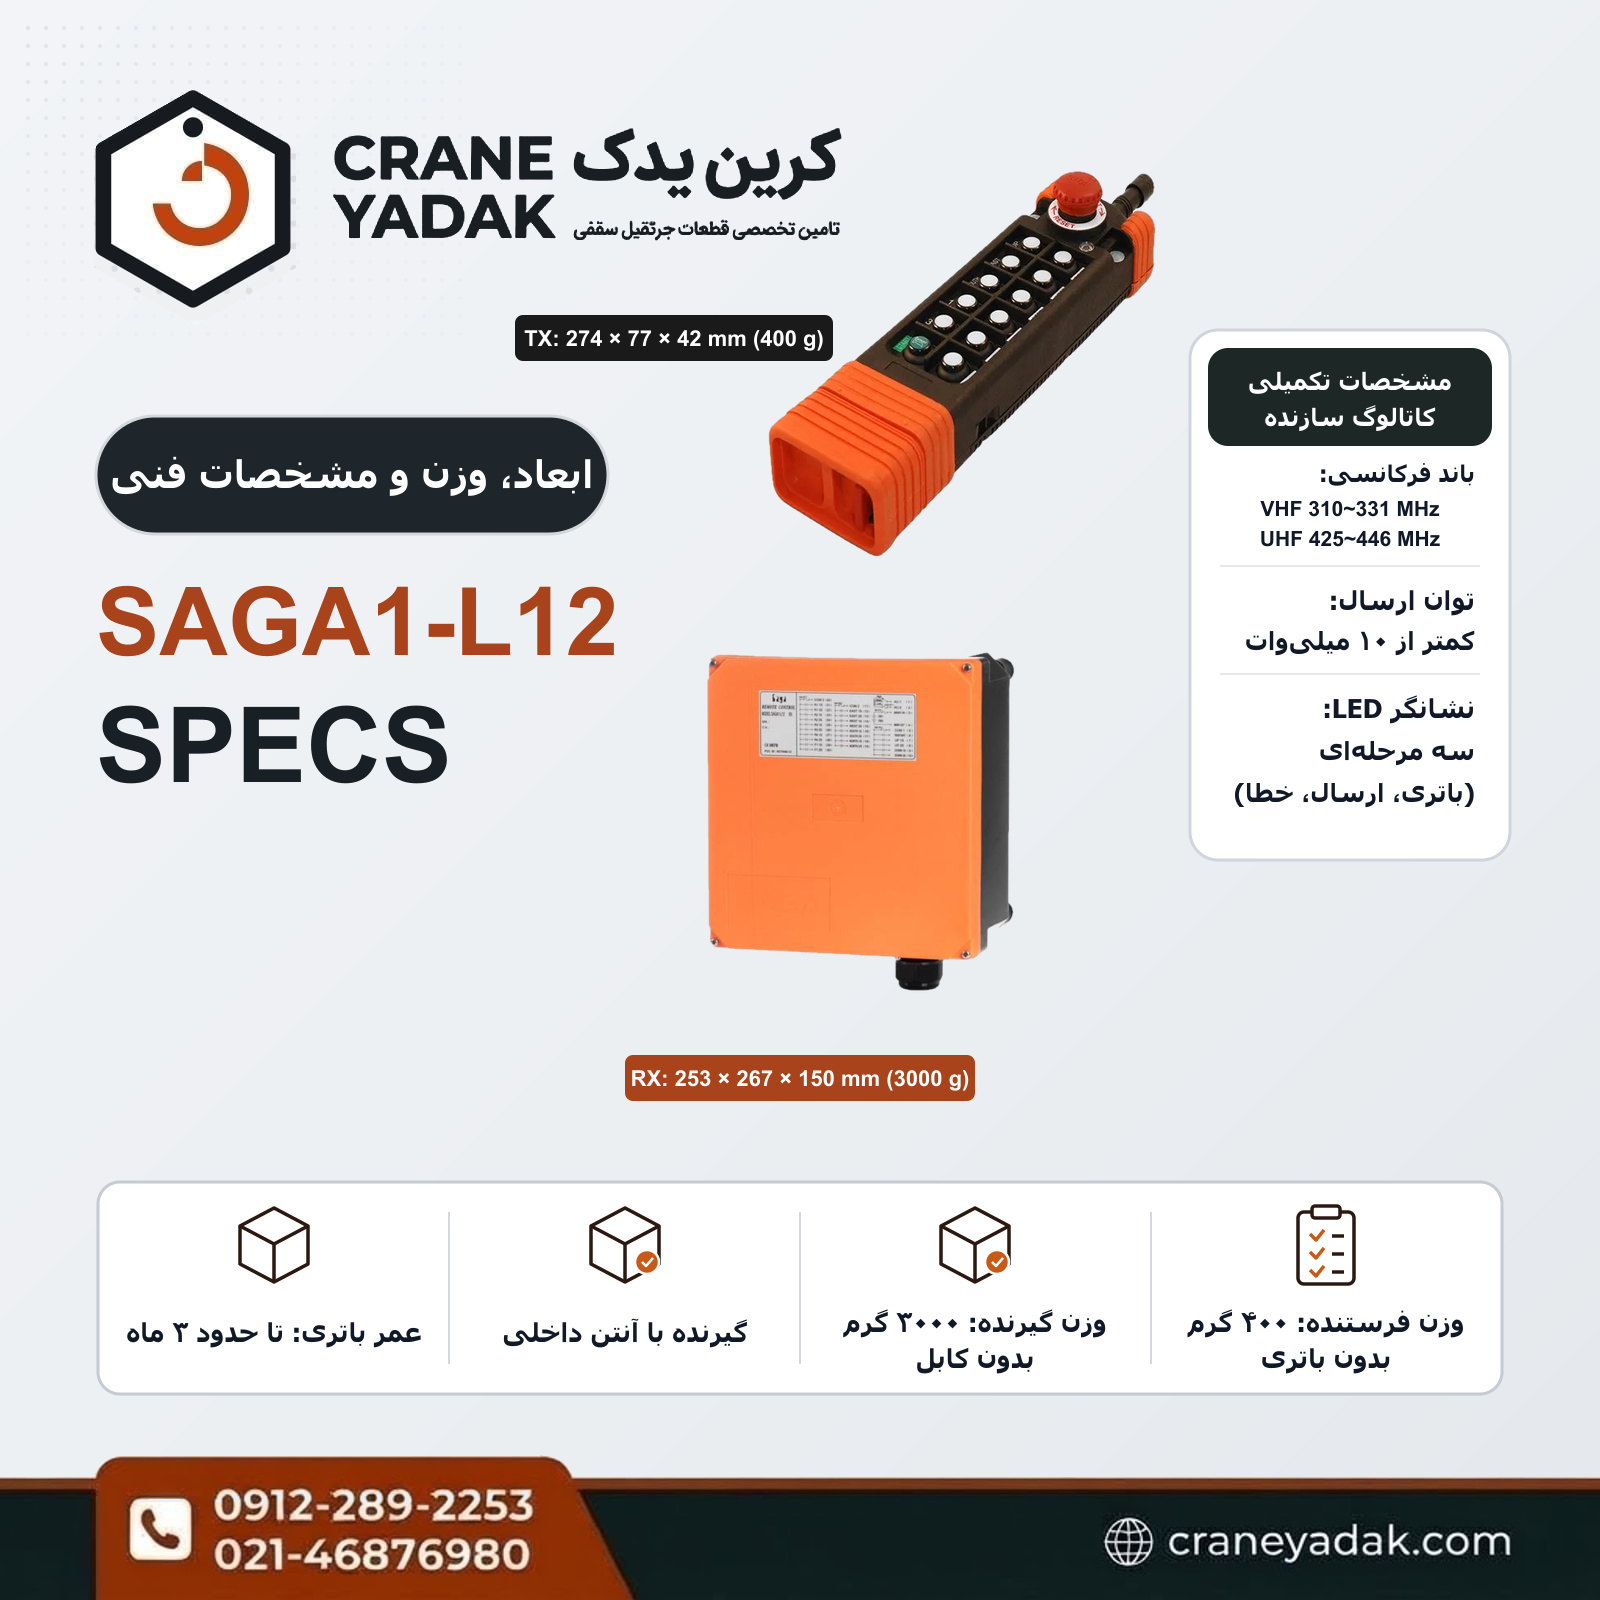 CRANE
YADAK
کرین یدک
تامین تخصصی قطعات جرثقیل سقفی
TX: 274 × 77 × 42 mm (400 g)
RESET
ابعاد، وزن و مشخصات فنی
SAGA1-L12
SPECS
مشخصات تکمیلی
کاتالوگ سازنده
باند فرکانسی:
VHF 310~331 MHz
UHF 425~446 MHz
توان ارسال:
کمتر از ۱۰ میلی‌وات
نشانگر LED:
سه مرحله‌ای
(باتری، ارسال، خطا)
RX: 253 × 267 × 150 mm (3000 g)
وزن فرستنده: ۴۰۰ گرم
بدون باتری
وزن گیرنده: ۳۰۰۰ گرم
بدون کابل
گیرنده با آنتن داخلی
عمر باتری: تا حدود ۳ ماه
0912-289-2253
021-46876980
craneyadak.com